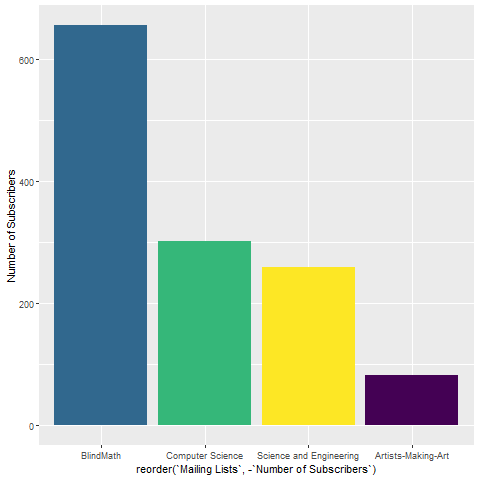 Number of Subscribers
600
400
200
0
BlindMath Computer Science Science and Engineering Artists-Making-Art
reorder(`Mailing Lists`, -`Number of Subscribers`)